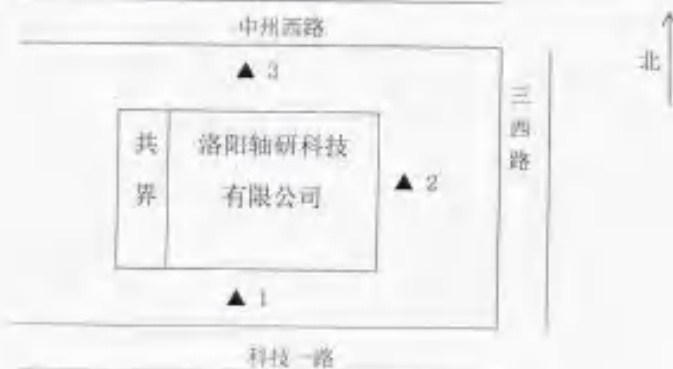 中州西路
北
▲ 3
三西路
共界
洛阳轴研科技
有限公司
▲ 2
▲ 1
科技一路